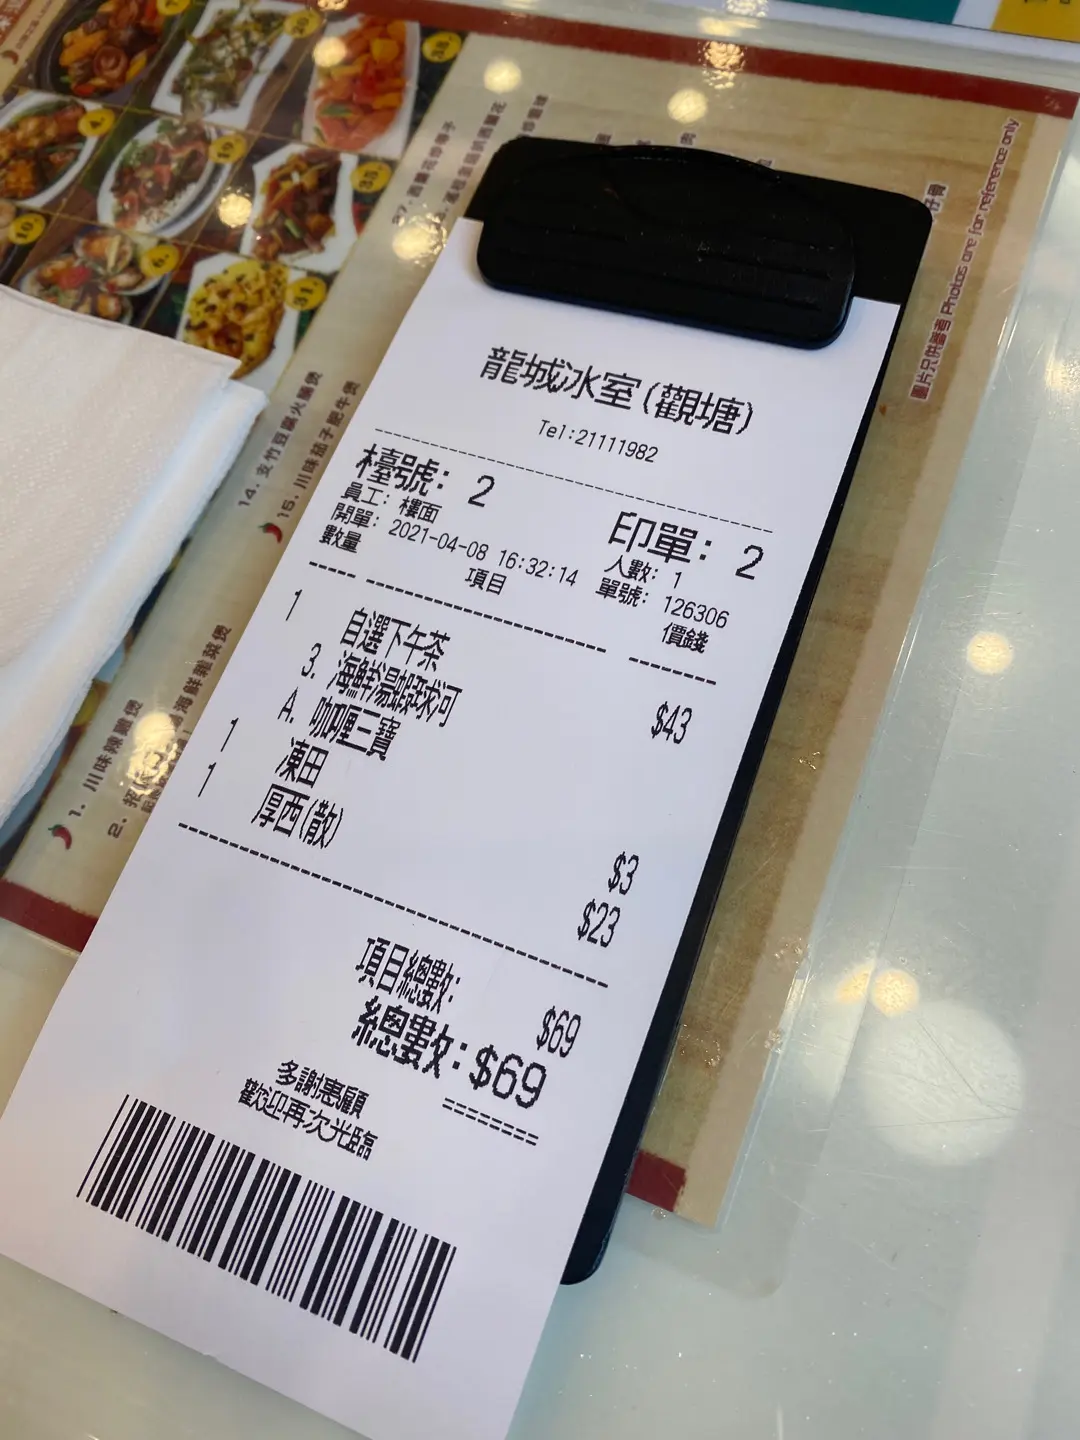 龍城冰室(觀塘)
Tel:21111982
檯號: 2
印單: 2
員工: 樓面
人數: 1
開單: 2021-04-08 16:32:14
單號: 126306
數量 項目 價錢
1 自選下午茶 $43
3. 海鮮湯蝦球河
A. 咖喱三寶
1 凍田 $3
1 厚西(散) $23
項目總數: $69
總數: $69
多謝惠顧
歡迎再次光臨
14. 支竹豆腐火腩煲
15. 川味茄子肥牛煲
1. 川味辣雞煲
2.
海鮮雜菜煲
圖片只供參考 Photos are for reference only